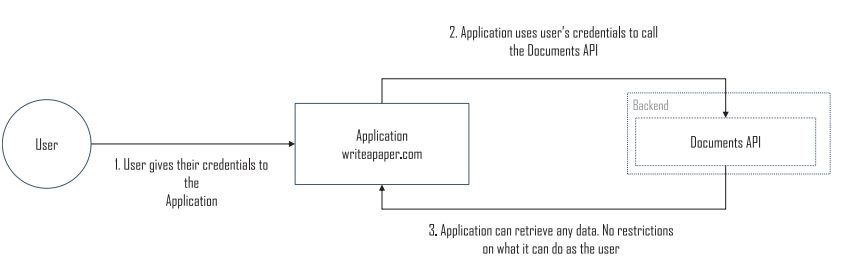 2. Application uses user's credentials to call
the Documents API
Backend
User
Application
writeapaper.com
Documents API
1. User gives their credentials to
the
Application
3. Application can retrieve any data. No restrictions
on what it can do as the user